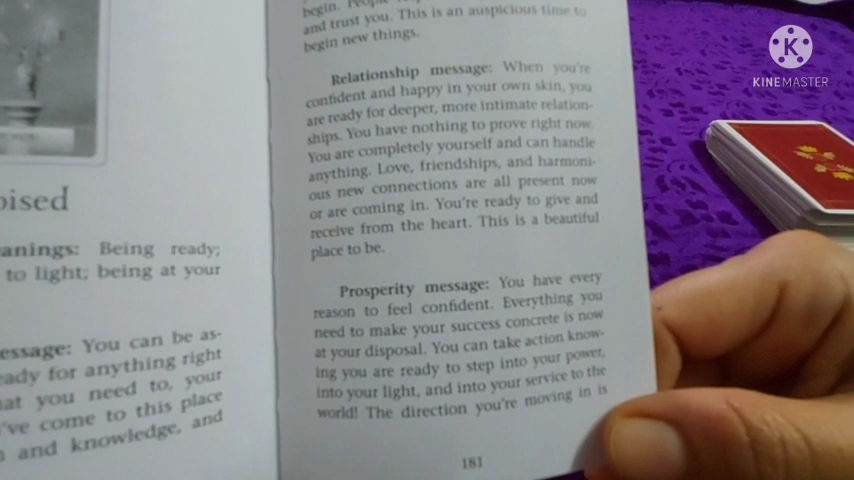 oised
anings: Being ready;
to light; being at your
essage: You can be as-
eady for anything right
at you need to, your
've come to this place
and knowledge, and
begin. People
and trust you. This is an auspicious time to
begin new things.
Relationship message: When you're
confident and happy in your own skin, you
are ready for deeper, more intimate relation-
ships. You have nothing to prove right now.
You are completely yourself and can handle
anything. Love, friendships, and harmoni-
ous new connections are all present now
or are coming in. You're ready to give and
receive from the heart. This is a beautiful
place to be.
Prosperity message: You have every
reason to feel confident. Everything you
need to make your success concrete is now
at your disposal. You can take action know-
ing you are ready to step into your power,
into your light, and into your service to the
world! The direction you're moving in is
181
K
KINEMASTER